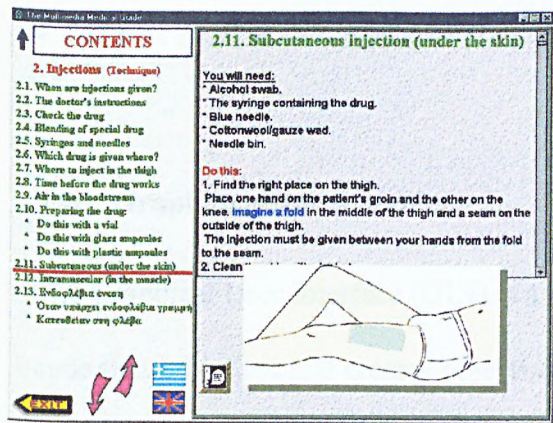 The Multimedia Medical Guide
CONTENTS
2. Injections (Technique)
2.1. When are injections given?
2.2. The doctor's instructions
2.3. Check the drug
2.4. Blending of special drug
2.5. Syringes and needles
2.6. Which drug is given where?
2.7. Where to inject in the thigh
2.8. Time before the drug works
2.9. Air in the bloodstream
2.10. Preparing the drug:
* Do this with a vial
* Do this with glass ampoules
* Do this with plastic ampoules
2.11. Subcutaneous (under the skin)
2.12. Intramuscular (in the muscle)
2.13. Ενδοφλέβια ένεση
* Όταν υπάρχει ενδοφλέβια γραμμή
* Κατευθείαν στη φλέβα
EXIT
2.11. Subcutaneous injection (under the skin)
You will need:
* Alcohol swab.
* The syringe containing the drug.
* Blue needle.
* Cottonwool/gauze wad.
* Needle bin.
Do this:
1. Find the right place on the thigh.
Place one hand on the patient's groin and the other on the
knee. Imagine a fold in the middle of the thigh and a seam on the
outside of the thigh.
The injection must be given between your hands from the fold
to the seam.
2. Clean